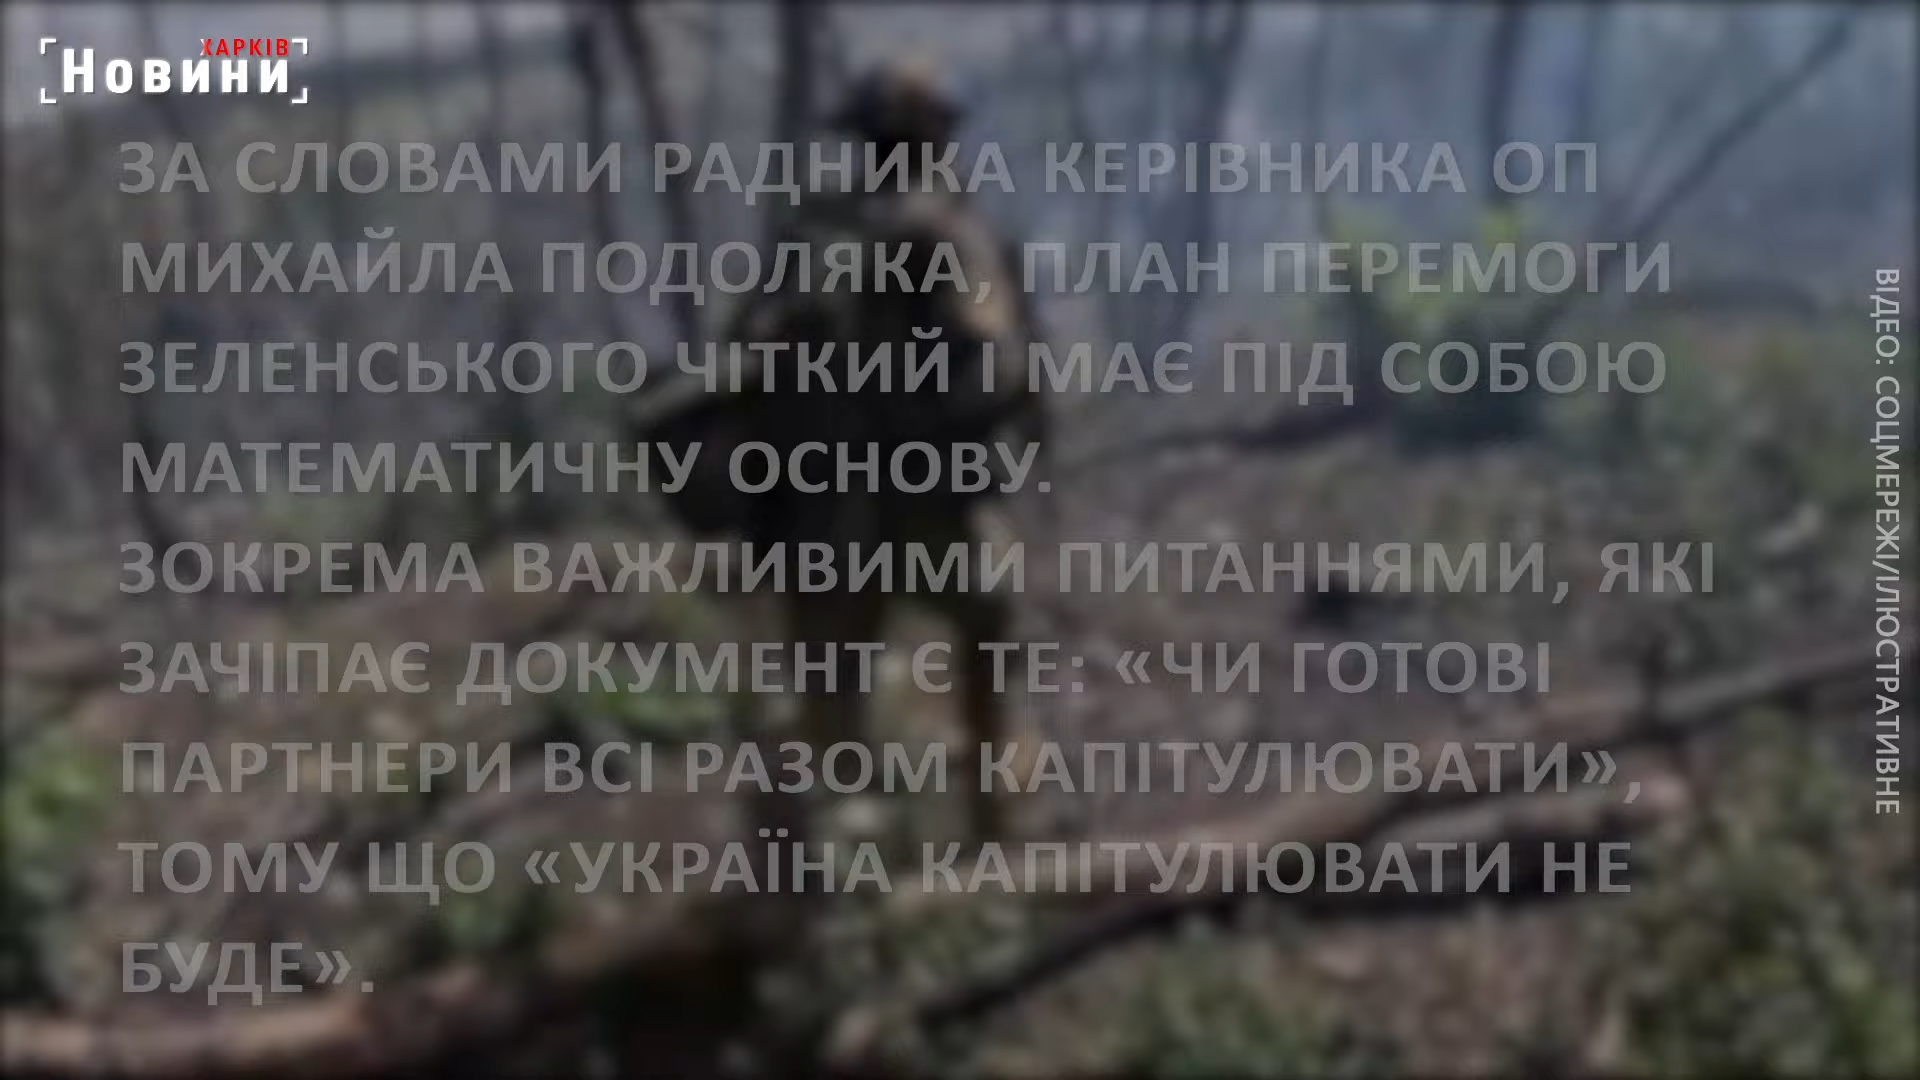 ХАРКІВ
Новини
ЗА СЛОВАМИ РАДНИКА КЕРІВНИКА ОП
МИХАЙЛА ПОДОЛЯКА, ПЛАН ПЕРЕМОГИ
ЗЕЛЕНСЬКОГО ЧІТКИЙ І МАЄ ПІД СОБОЮ
МАТЕМАТИЧНУ ОСНОВУ.
ЗОКРЕМА ВАЖЛИВИМИ ПИТАННЯМИ, ЯКІ
ЗАЧІПАЄ ДОКУМЕНТ Є ТЕ: «ЧИ ГОТОВІ
ПАРТНЕРИ ВСІ РАЗОМ КАПІТУЛЮВАТИ»,
ТОМУ ЩО «УКРАЇНА КАПІТУЛЮВАТИ НЕ
БУДЕ».
ВІДЕО: СОЦМЕРЕЖІ/ІЛЮСТРАТИВНЕ